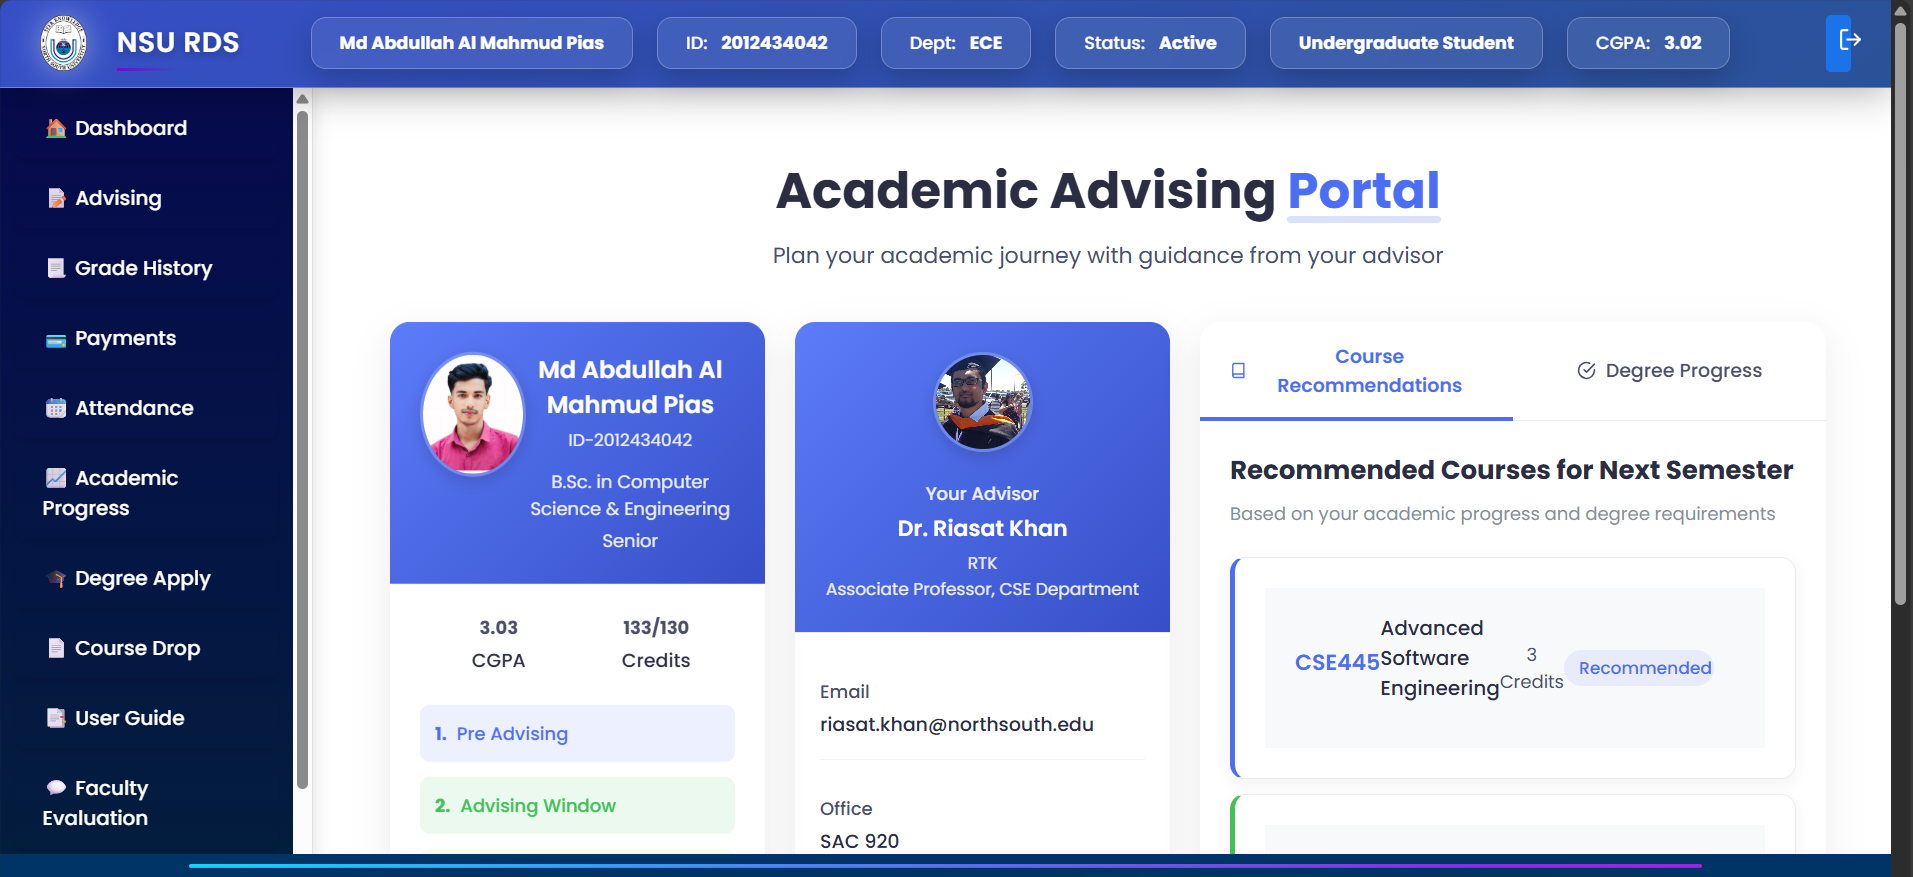 NSU RDS
Md Abdullah Al Mahmud Pias
ID: 2012434042
Dept: ECE
Status: Active
Undergraduate Student
CGPA: 3.02
Dashboard
Advising
Grade History
Payments
Attendance
Academic
Progress
Degree Apply
Course Drop
User Guide
Faculty
Evaluation
Academic Advising Portal
Plan your academic journey with guidance from your advisor
Md Abdullah Al
Mahmud Pias
ID-2012434042
B.Sc. in Computer
Science & Engineering
Senior
3.03
CGPA
133/130
Credits
1. Pre Advising
2. Advising Window
Your Advisor
Dr. Riasat Khan
RTK
Associate Professor, CSE Department
Email
riasat.khan@northsouth.edu
Office
SAC 920
Course
Recommendations
Degree Progress
Recommended Courses for Next Semester
Based on your academic progress and degree requirements
CSE445
Advanced
Software
Engineering
3
Credits
Recommended